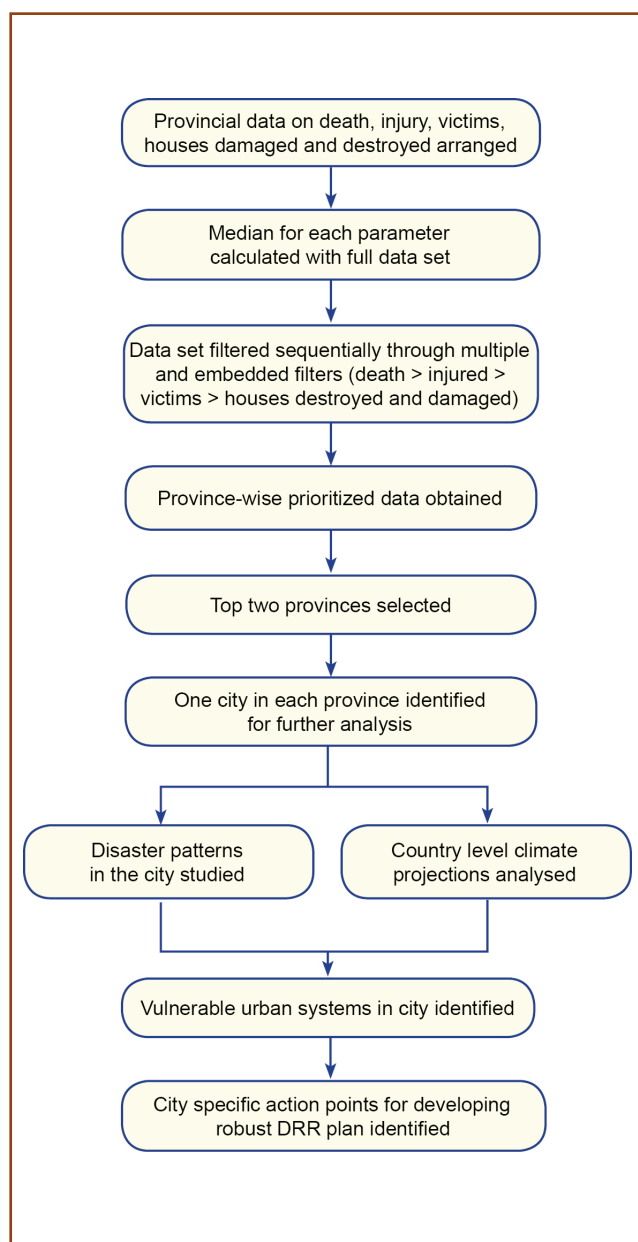 Provincial data on death, injury, victims,
houses damaged and destroyed arranged
Median for each parameter
calculated with full data set
Data set filtered sequentially through multiple
and embedded filters (death > injured >
victims > houses destroyed and damaged)
Province-wise prioritized data obtained
Top two provinces selected
One city in each province identified
for further analysis
Disaster patterns
in the city studied
Country level climate
projections analysed
Vulnerable urban systems in city identified
City specific action points for developing
robust DRR plan identified